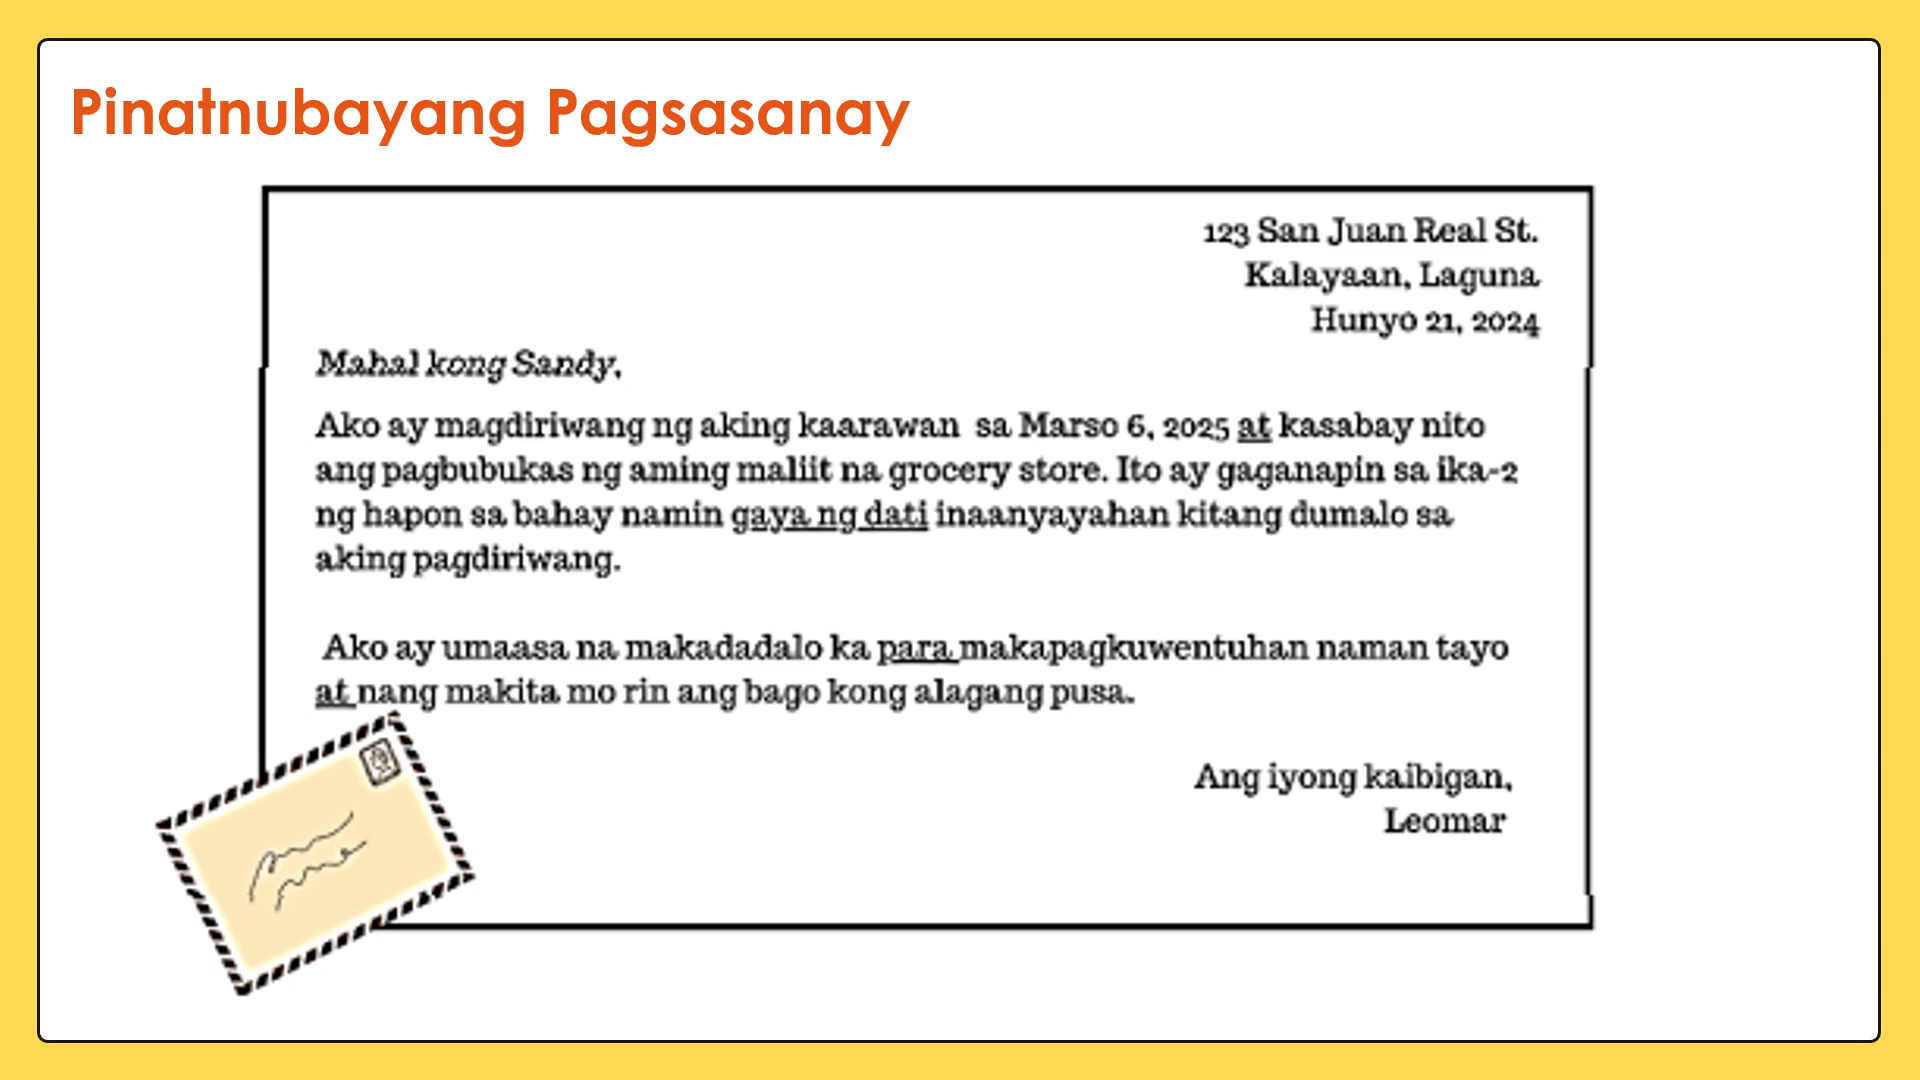 Pinatnubayang Pagsasanay
123 San Juan Real St.
Kalayaan, Laguna
Hunyo 21, 2024
Mahal kong Sandy,
Ako ay magdiriwang ng aking kaarawan sa Marso 6, 2025 at kasabay nito
ang pagbubukas ng aming maliit na grocery store. Ito ay gaganapin sa ika-2
ng hapon sa bahay namin gaya ng dati inaanyayahan kitang dumalo sa
aking pagdiriwang.
Ako ay umaasa na makadadalo ka para makapagkuwentuhan naman tayo
at nang makita mo rin ang bago kong alagang pusa.
Ang iyong kaibigan,
Leomar